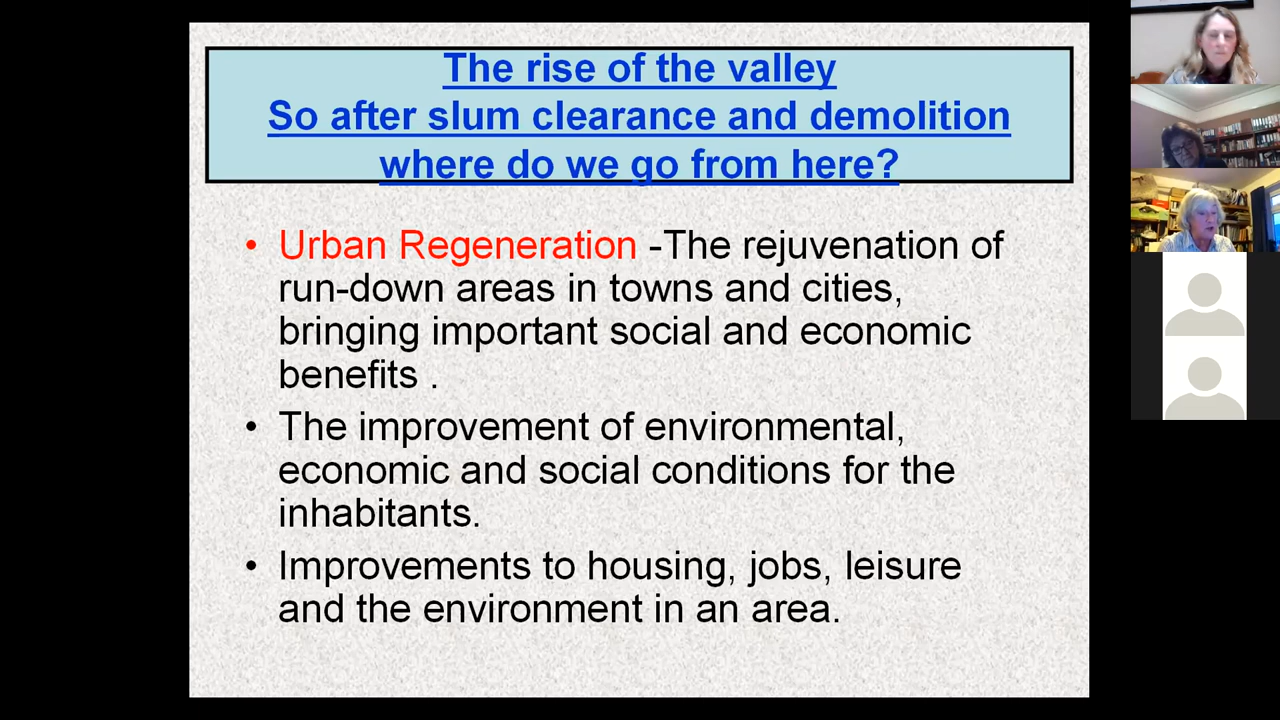 The rise of the valley
So after slum clearance and demolition
where do we go from here?
• Urban Regeneration -The rejuvenation of
run-down areas in towns and cities,
bringing important social and economic
benefits .
• The improvement of environmental,
economic and social conditions for the
inhabitants.
• Improvements to housing, jobs, leisure
and the environment in an area.